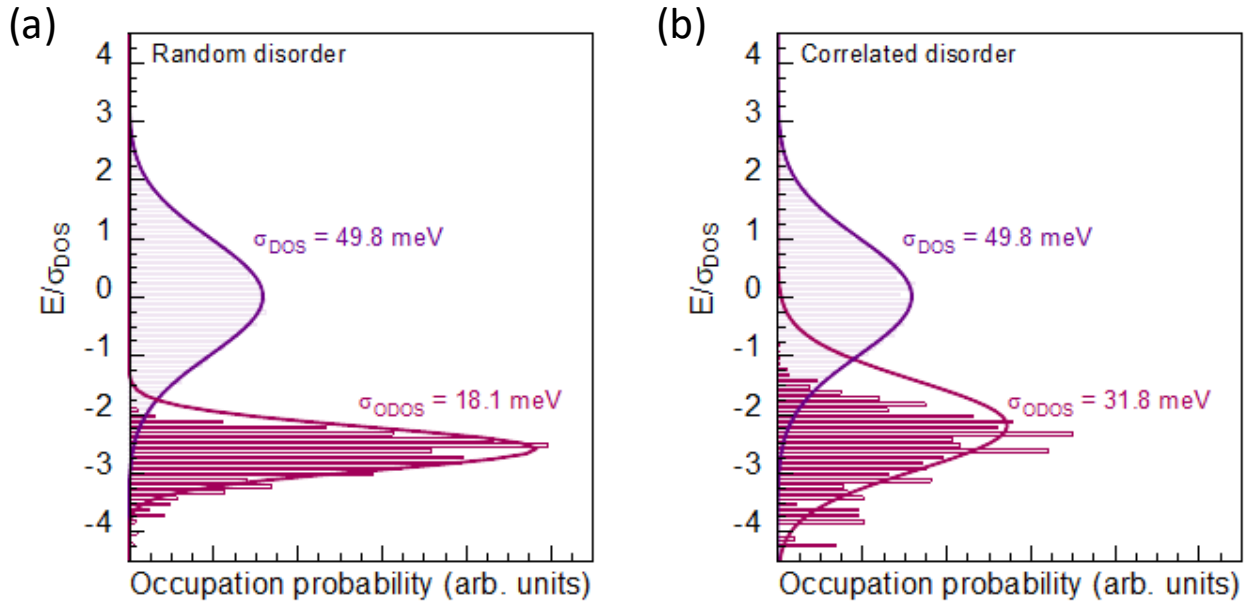 (a)
Random disorder
4
3
2
1
0
-1
-2
-3
-4
E/σDOS
σDOS = 49.8 meV
σODOS = 18.1 meV
Occupation probability (arb. units)
(b)
Correlated disorder
4
3
2
1
0
-1
-2
-3
-4
E/σDOS
σDOS = 49.8 meV
σODOS = 31.8 meV
Occupation probability (arb. units)